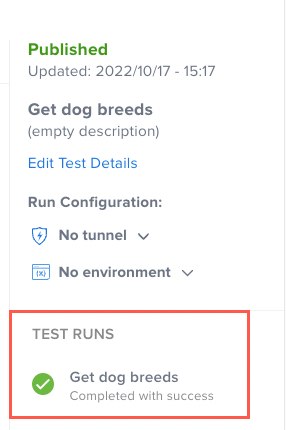 Published
Updated: 2022/10/17 - 15:17
Get dog breeds
(empty description)
Edit Test Details
Run Configuration:
No tunnel
(x)
No environment
TEST RUNS
Get dog breeds
Completed with success